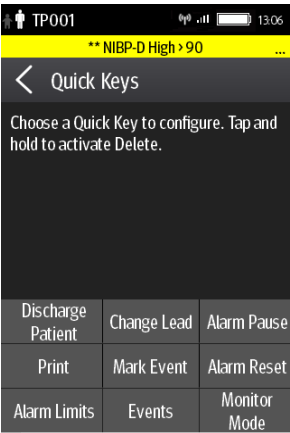 TP001 13:06
** NIBP-D High > 90 ...
Quick Keys
Choose a Quick Key to configure. Tap and
hold to activate Delete.
Discharge
Patient
Change Lead
Alarm Pause
Print
Mark Event
Alarm Reset
Alarm Limits
Events
Monitor
Mode